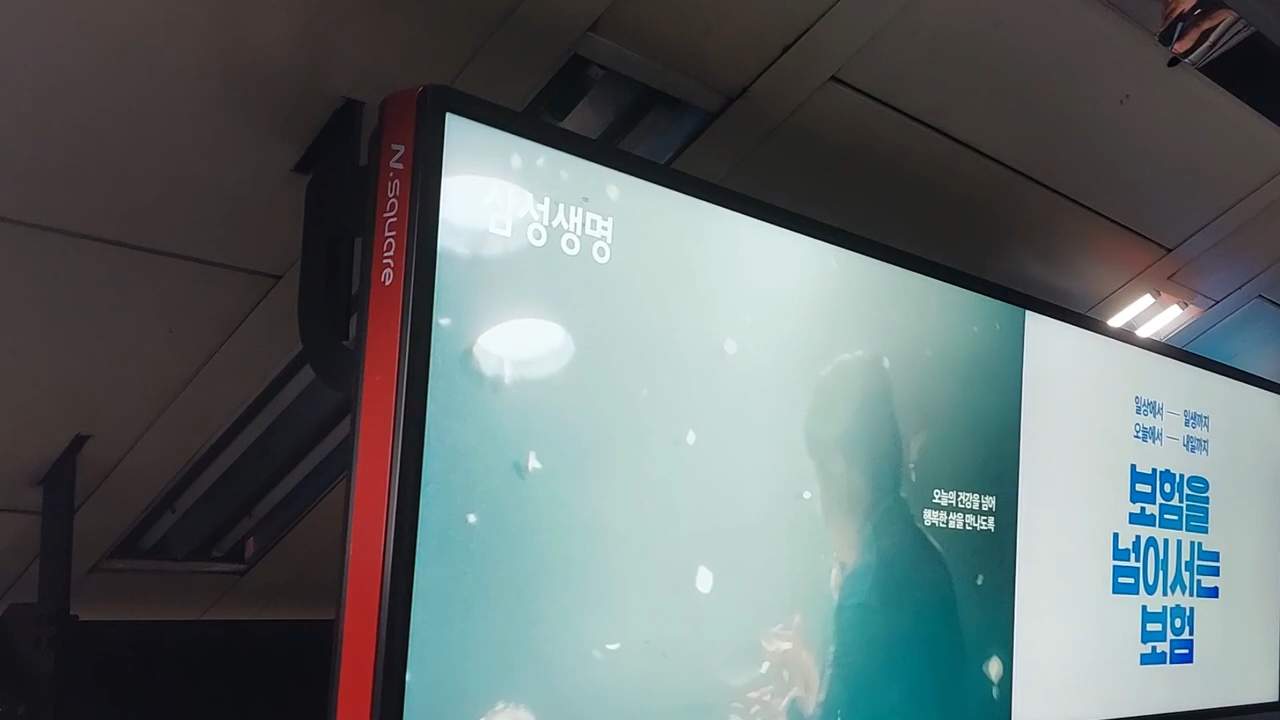 N.Square
삼성생명
오늘의 건강을 넘어
행복한 삶을 만나도록
일상에서 — 일생까지
오늘에서 — 내일까지
보험을
넘어서는
보험